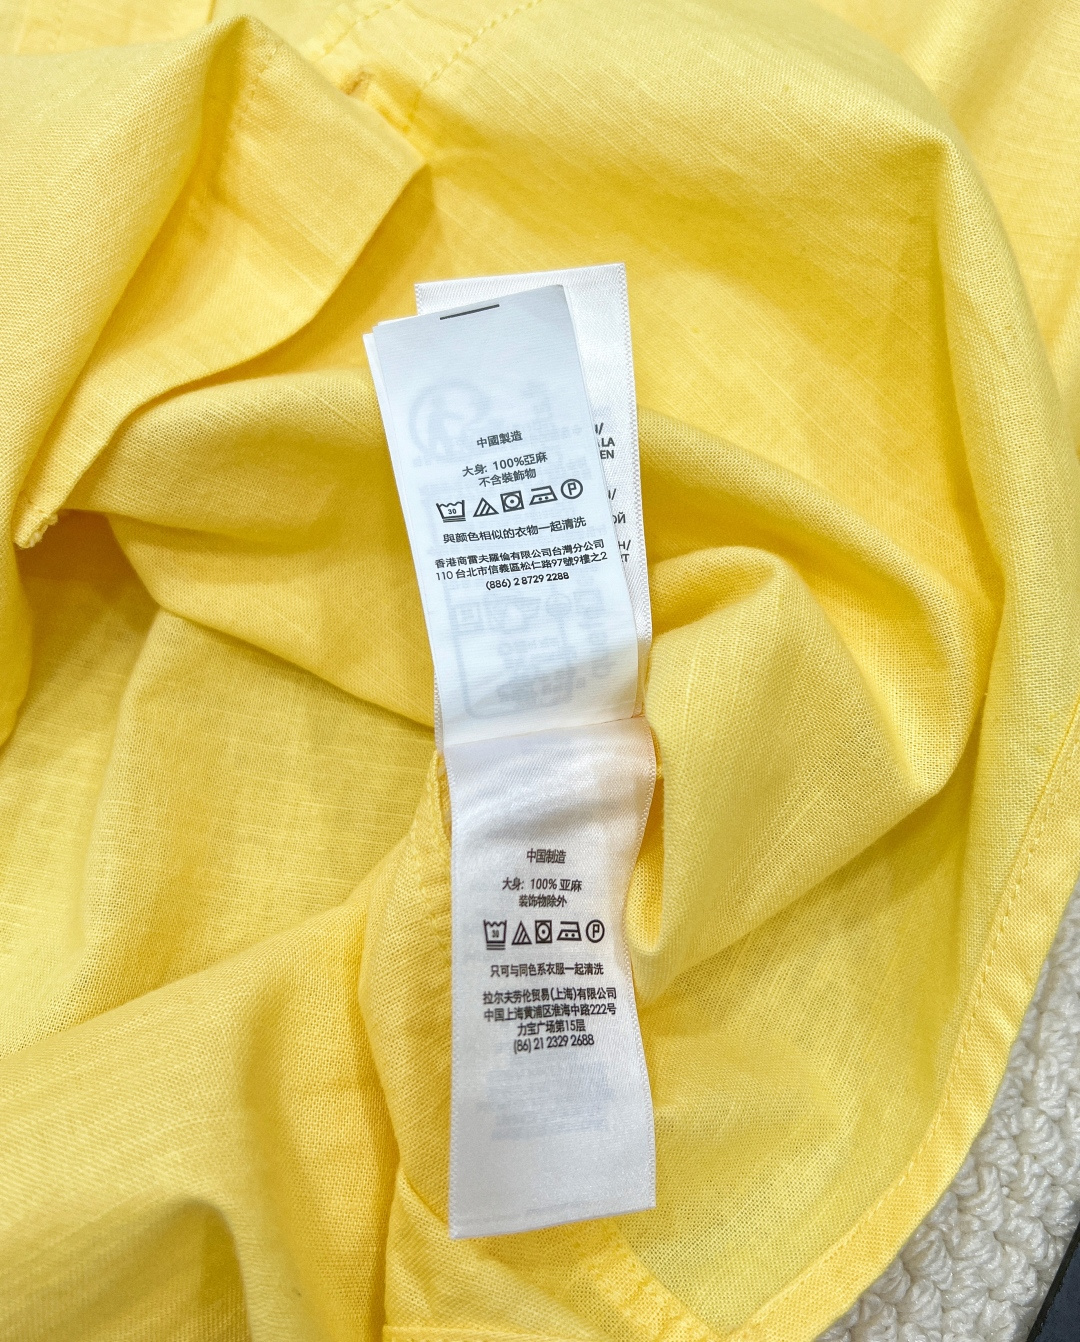 中國製造
大身: 100%亞麻
不含裝飾物
30
P
與顏色相似的衣物一起清洗
香港商雷夫羅倫有限公司台灣分公司
110 台北市信義區松仁路97號9樓之2
(886) 2 8729 2288
LA
EN
ОЙ
H/
中国制造
大身: 100% 亚麻
装饰物除外
30
P
只可与同色系衣服一起清洗
拉尔夫劳伦贸易(上海)有限公司
中国上海黄浦区淮海中路222号
力宝广场第15层
(86) 21 2329 2688